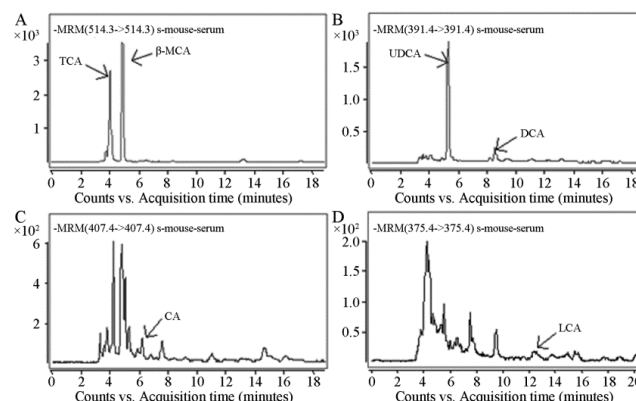 A
-MRM(514.3->514.3) s-mouse-serum
×10³
TCA
β-MCA
3
2
1
0 2 4 6 8 10 12 14 16 18
Counts vs. Acquisition time (minutes)
B
-MRM(391.4->391.4) s-mouse-serum
×10³
UDCA
DCA
1.5
1.0
0.5
0 2 4 6 8 10 12 14 16 18
Counts vs. Acquisition time (minutes)
C
-MRM(407.4->407.4) s-mouse-serum
×10²
CA
6
4
2
0 2 4 6 8 10 12 14 16 18
Counts vs. Acquisition time (minutes)
D
-MRM(375.4->375.4) s-mouse-serum
×10²
LCA
2.0
1.5
1.0
0.5
0 2 4 6 8 10 12 14 16 18 20
Counts vs. Acquisition time (minutes)